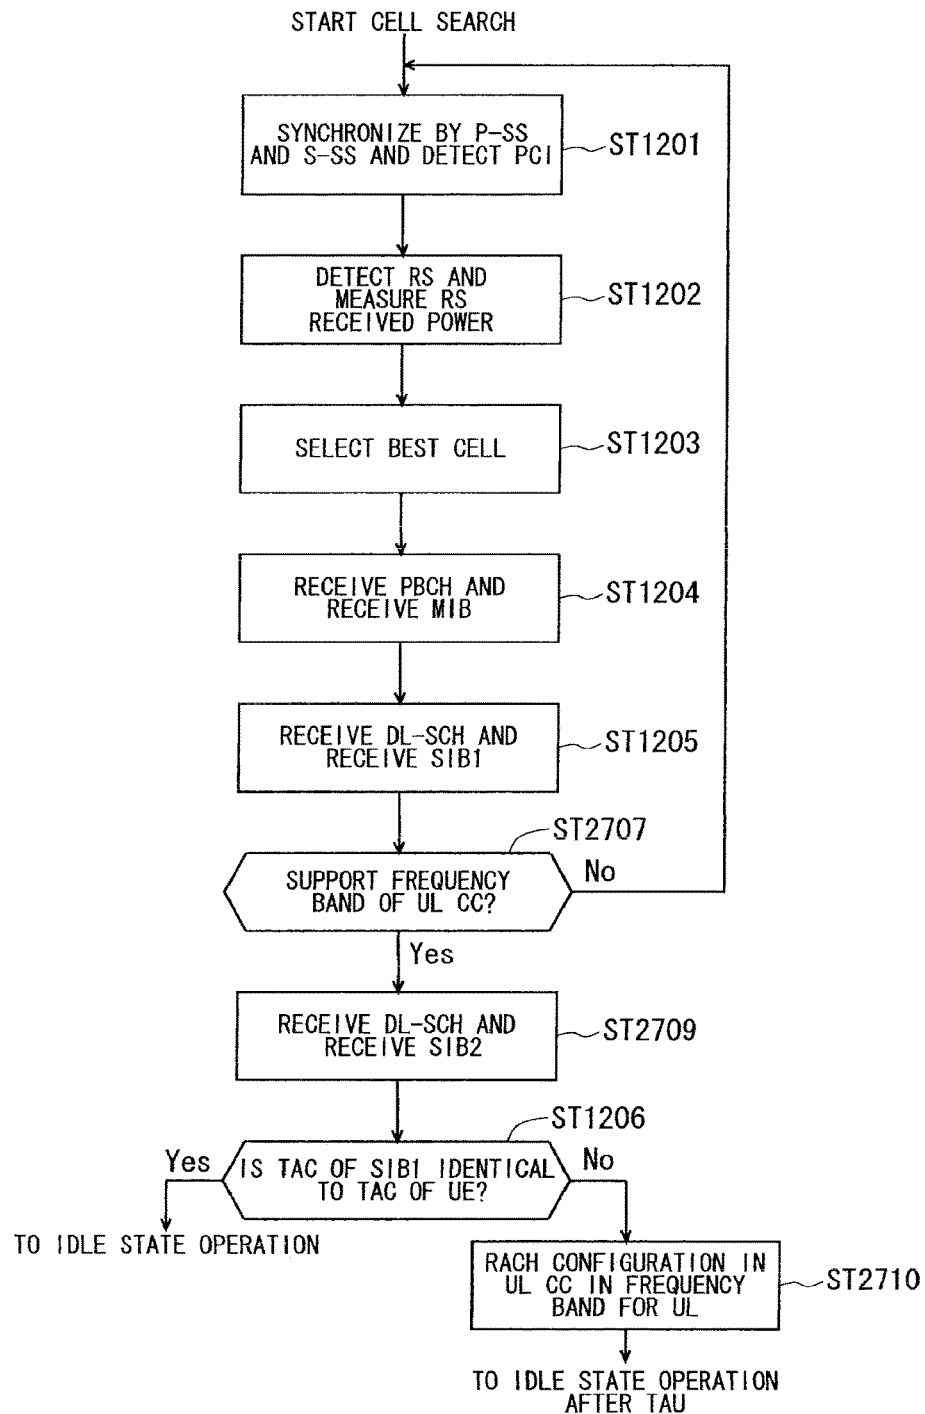 START CELL SEARCH
SYNCHRONIZE BY P-SS
AND S-SS AND DETECT PCI
ST1201
DETECT RS AND
MEASURE RS
RECEIVED POWER
ST1202
SELECT BEST CELL
ST1203
RECEIVE PBCH AND
RECEIVE MIB
ST1204
RECEIVE DL-SCH AND
RECEIVE SIB1
ST1205
ST2707
SUPPORT FREQUENCY
BAND OF UL CC?
No
Yes
RECEIVE DL-SCH AND
RECEIVE SIB2
ST2709
ST1206
Yes
IS TAC OF SIB1 IDENTICAL
TO TAC OF UE?
No
TO IDLE STATE OPERATION
RACH CONFIGURATION IN
UL CC IN FREQUENCY
BAND FOR UL
ST2710
TO IDLE STATE OPERATION
AFTER TAU